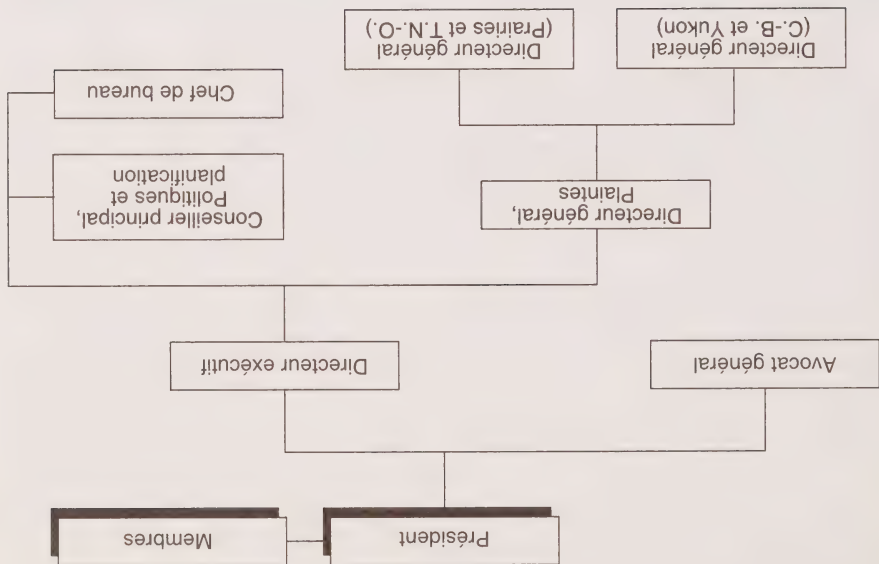 Président
Membres
Avocat général
Directeur exécutif
Directeur général,
Plaintes
Conseiller principal,
Politiques et
planification
Chef de bureau
Directeur général
(C.-B. et Yukon)
Directeur général
(Prairies et T.N.-O.)